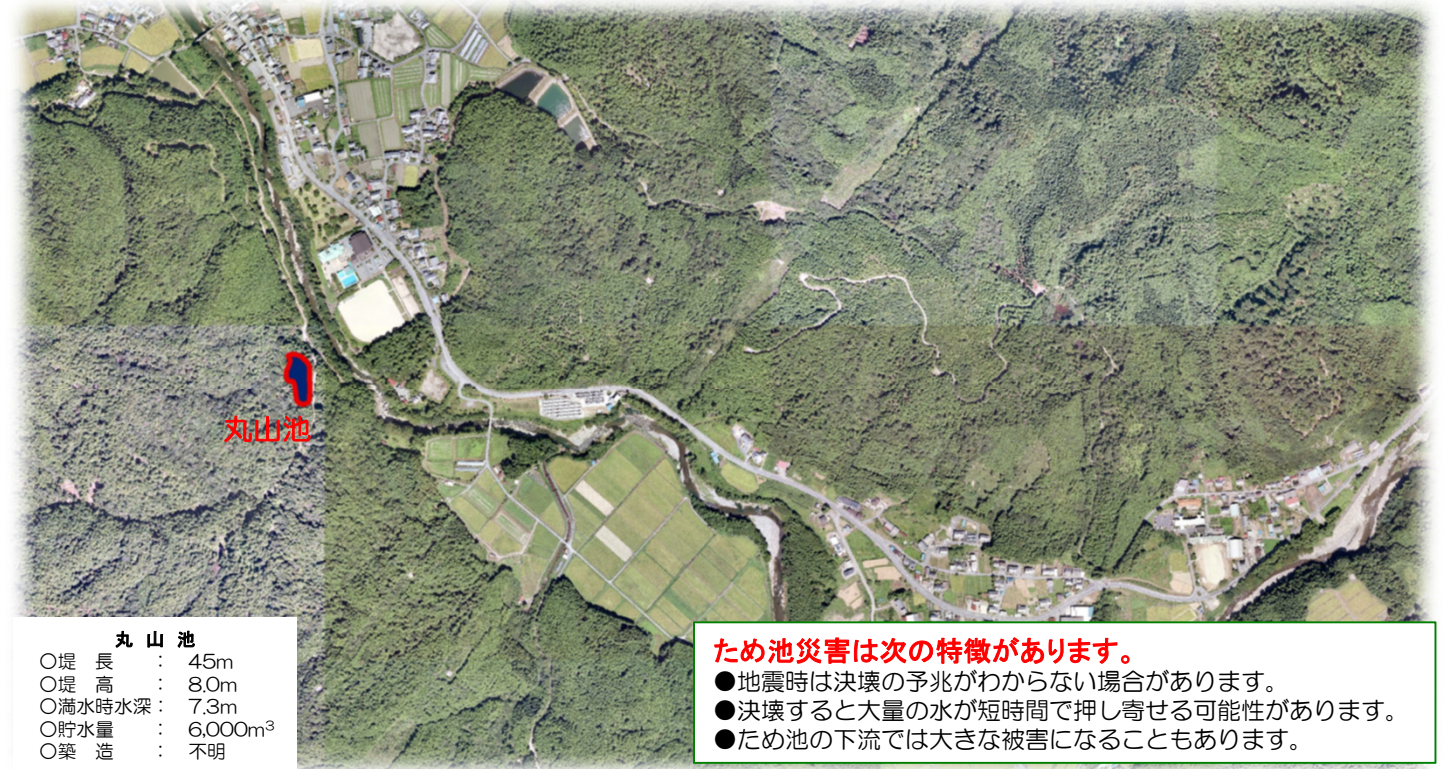 丸山池
丸 山 池
○堤 長 : 45m
○堤 高 : 8.0m
○満水時水深: 7.3m
○貯水量 : 6,000m³
○築 造 : 不明
ため池災害は次の特徴があります。
●地震時は決壊の予兆がわからない場合があります。
●決壊すると大量の水が短時間で押し寄せる可能性があります。
●ため池の下流では大きな被害になることもあります。